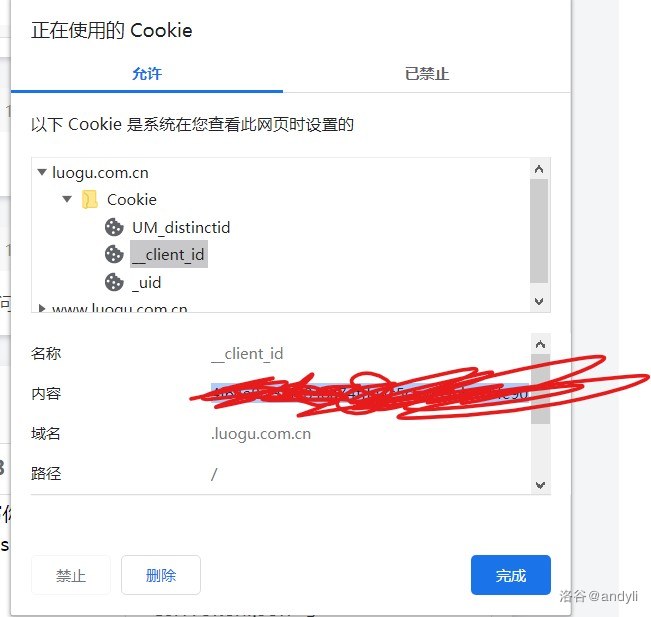 正在使用的 Cookie
允许
已禁止
以下 Cookie 是系统在您查看此网页时设置的
luogu.com.cn
Cookie
UM_distinctid
__client_id
_uid
www.luogu.com.cn
名称
__client_id
内容
域名
.luogu.com.cn
路径
/
禁止
删除
完成
洛谷@andyli